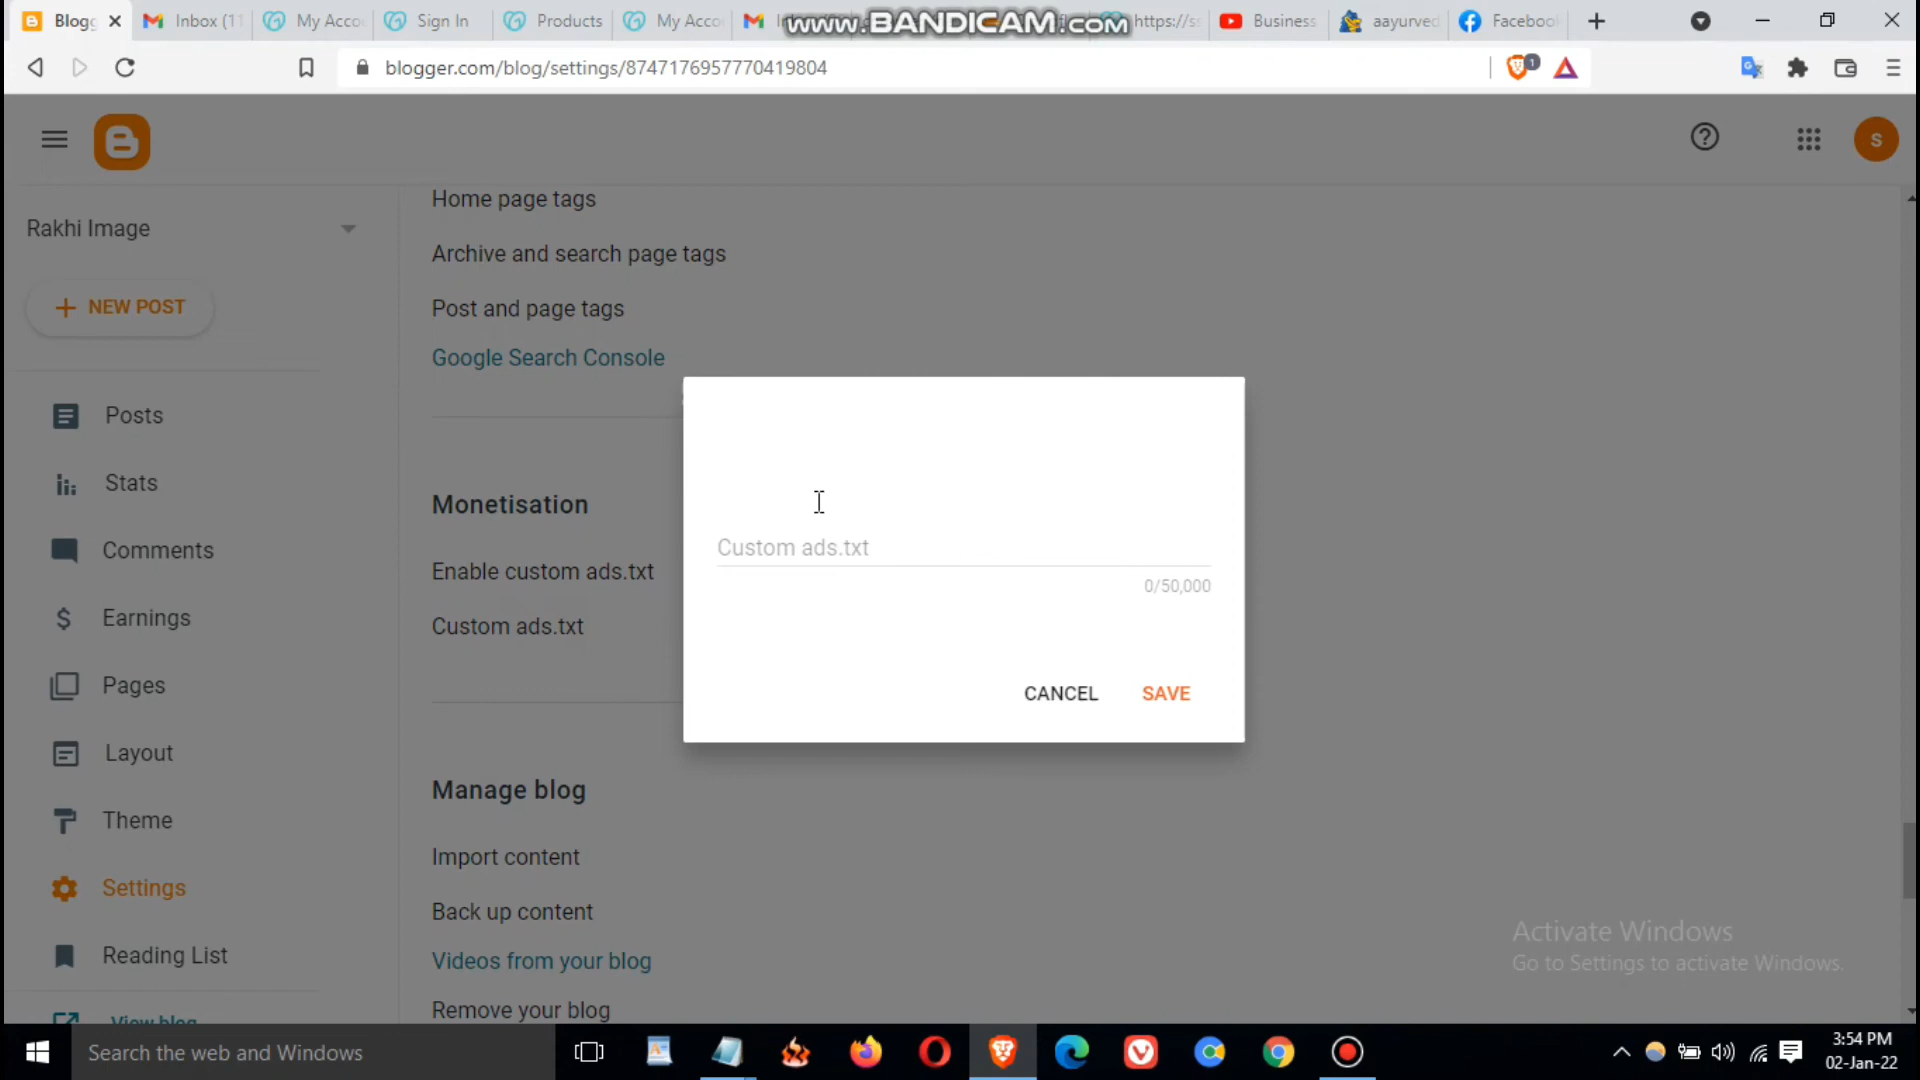 Blogg
Inbox (11
My Acco
Sign In
Products
My Acco
https://ss
Business
aayurved
Facebool
www.BANDICAM.com
blogger.com/blog/settings/8747176957770419804
1
S
Home page tags
Rakhi Image
Archive and search page tags
NEW POST
Post and page tags
Google Search Console
Posts
Stats
Monetisation
Custom ads.txt
Comments
Enable custom ads.txt
0/50,000
Earnings
Custom ads.txt
Pages
CANCEL
SAVE
Layout
Manage blog
Theme
Import content
Settings
Back up content
Activate Windows
Go to Settings to activate Windows.
Reading List
Videos from your blog
Remove your blog
View blog
Search the web and Windows
3:54 PM
02-Jan-22